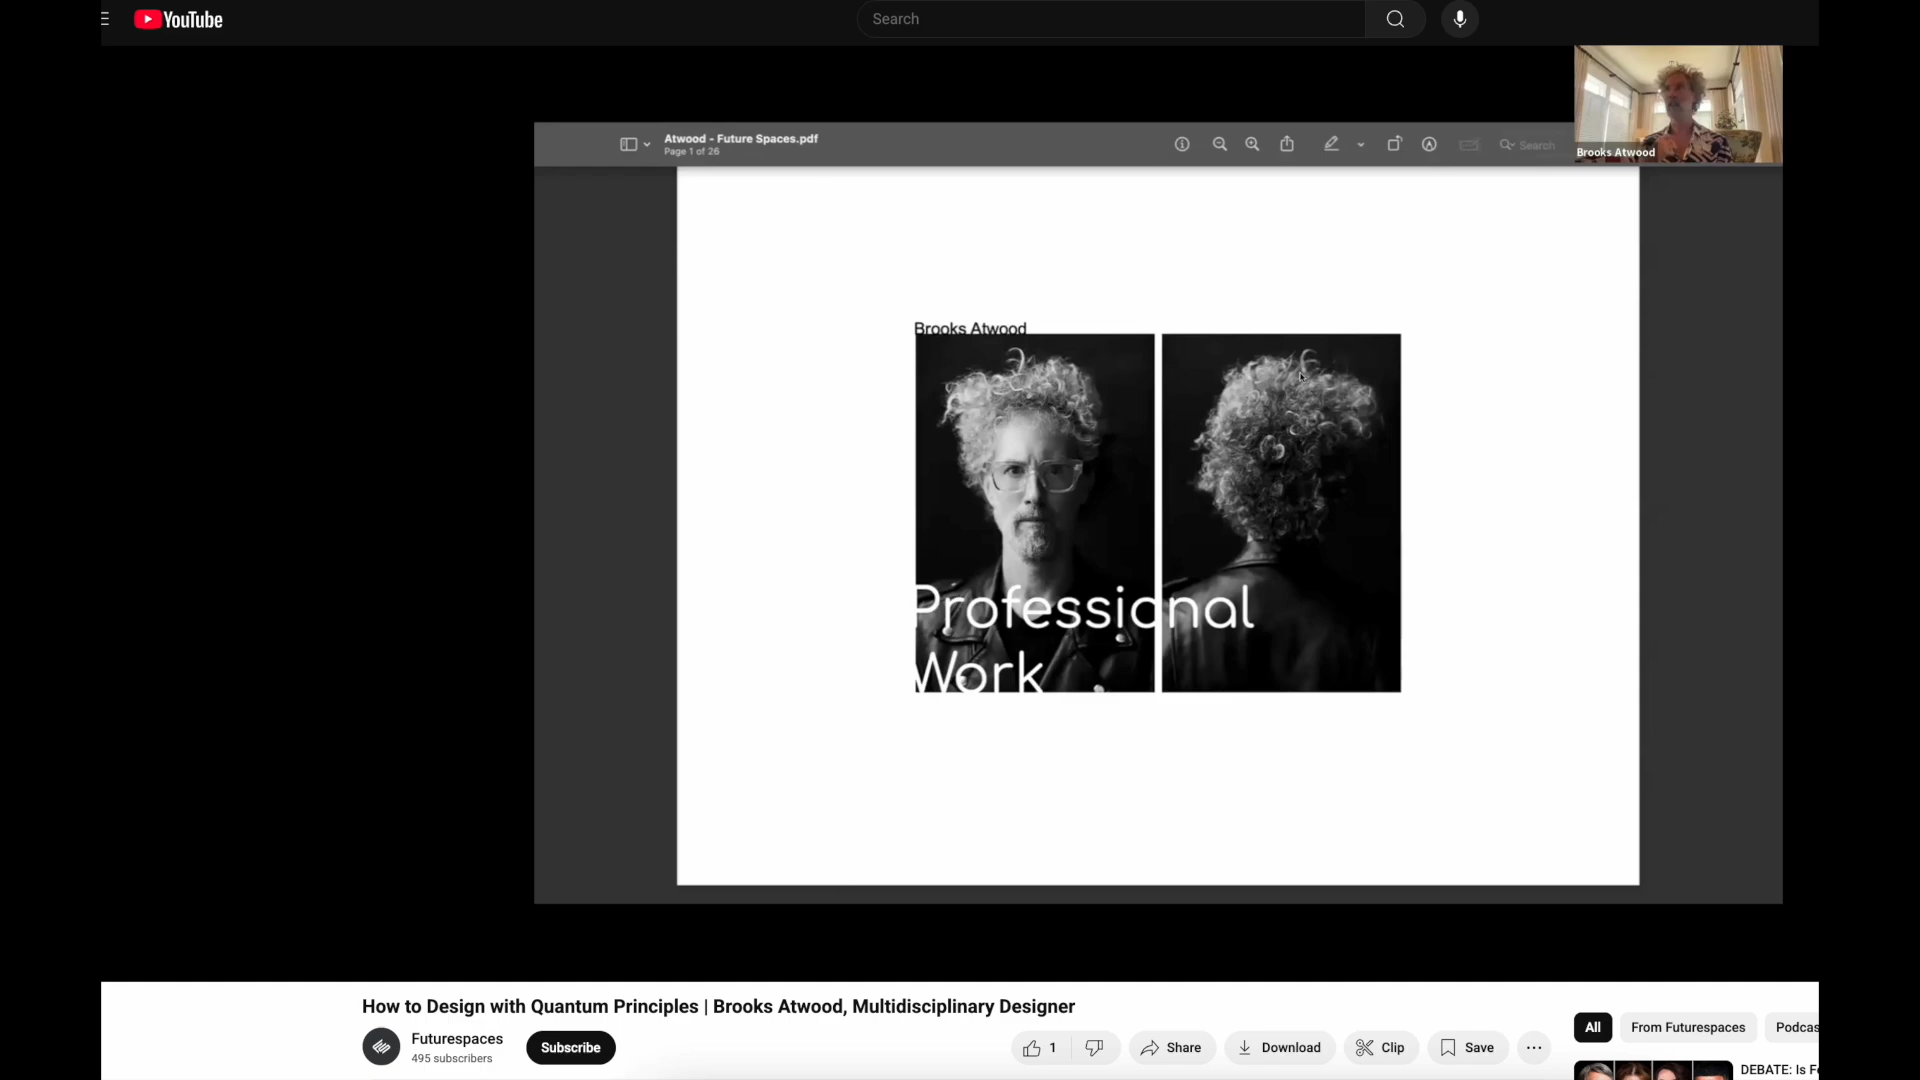 YouTube
Search
Atwood - Future Spaces.pdf
Page 1 of 26
Search
Brooks Atwood
Brooks Atwood
Professional
Work
How to Design with Quantum Principles | Brooks Atwood, Multidisciplinary Designer
Futurespaces
495 subscribers
Subscribe
1
Share
Download
Clip
Save
All
From Futurespaces
Podcas
DEBATE: Is F